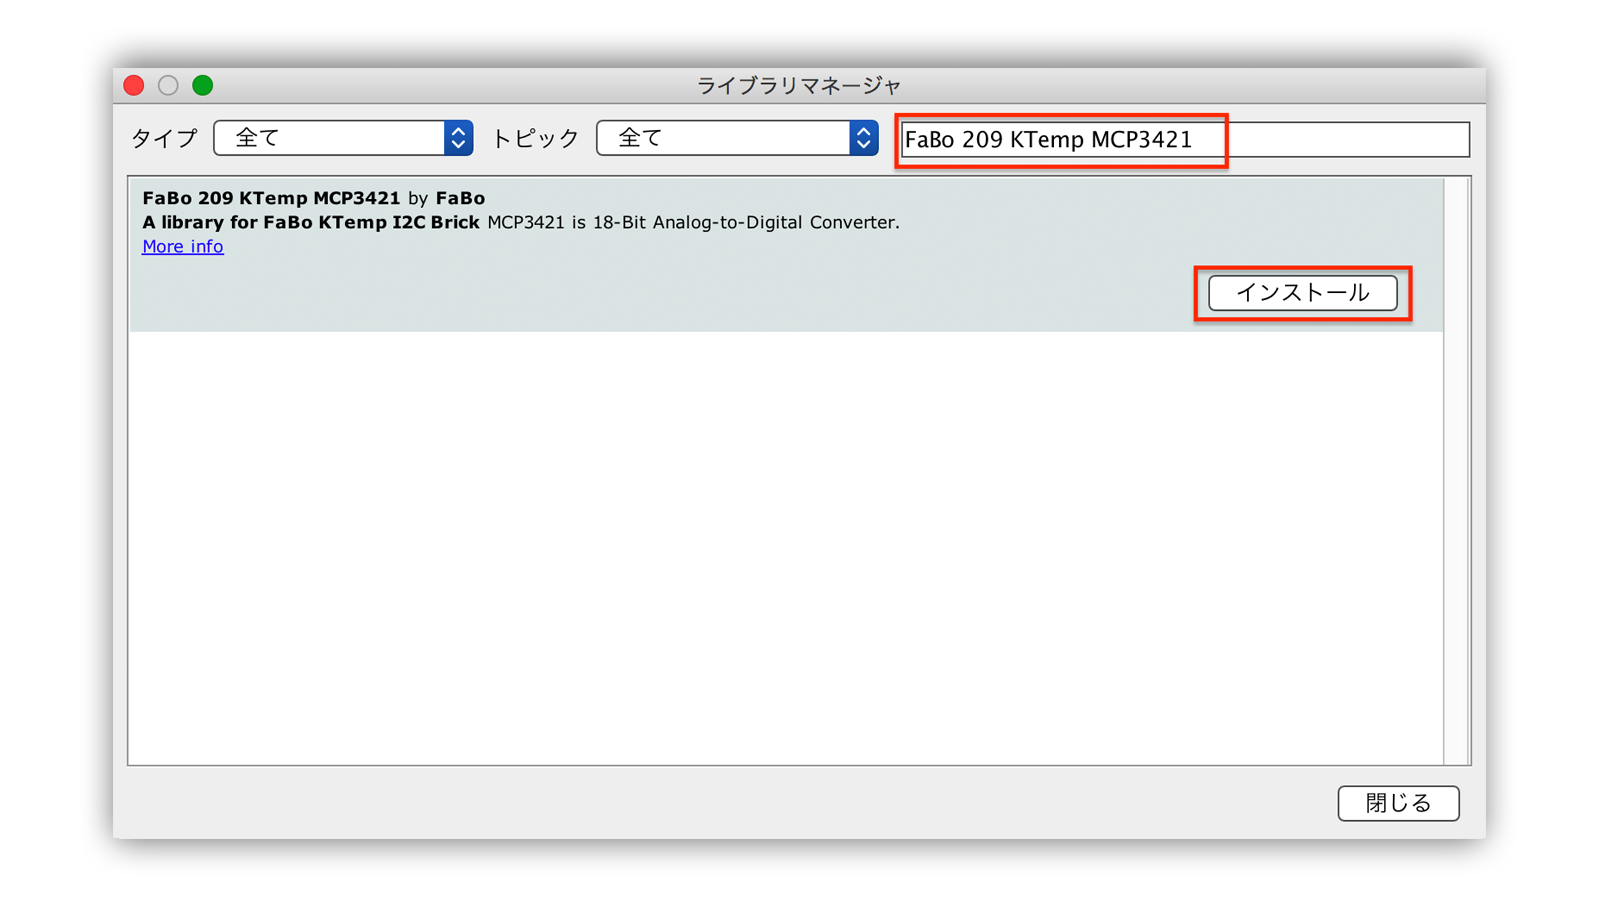 ライブラリマネージャ
タイプ 全て トピック 全て FaBo 209 KTemp MCP3421
FaBo 209 KTemp MCP3421 by FaBo
A library for FaBo KTemp I2C Brick MCP3421 is 18-Bit Analog-to-Digital Converter.
More info
インストール
閉じる